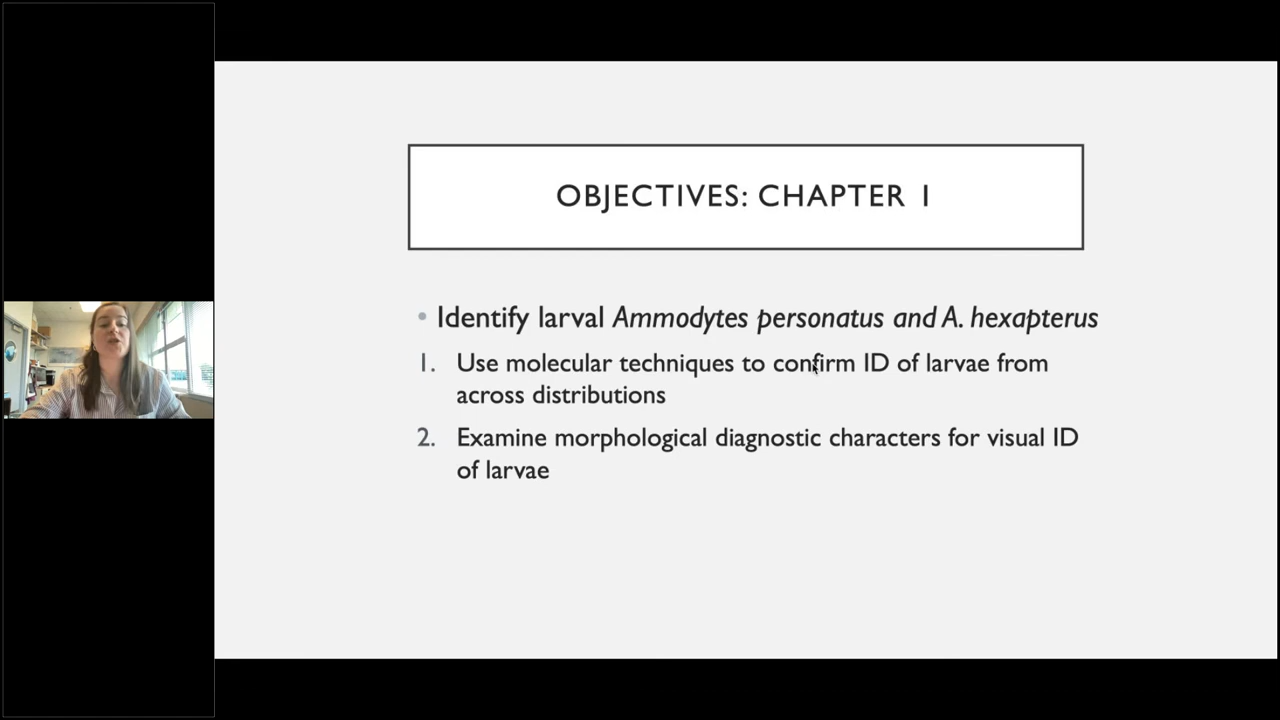 OBJECTIVES: CHAPTER 1
• Identify larval Ammodytes personatus and A. hexapterus
1. Use molecular techniques to confirm ID of larvae from
across distributions
2. Examine morphological diagnostic characters for visual ID
of larvae